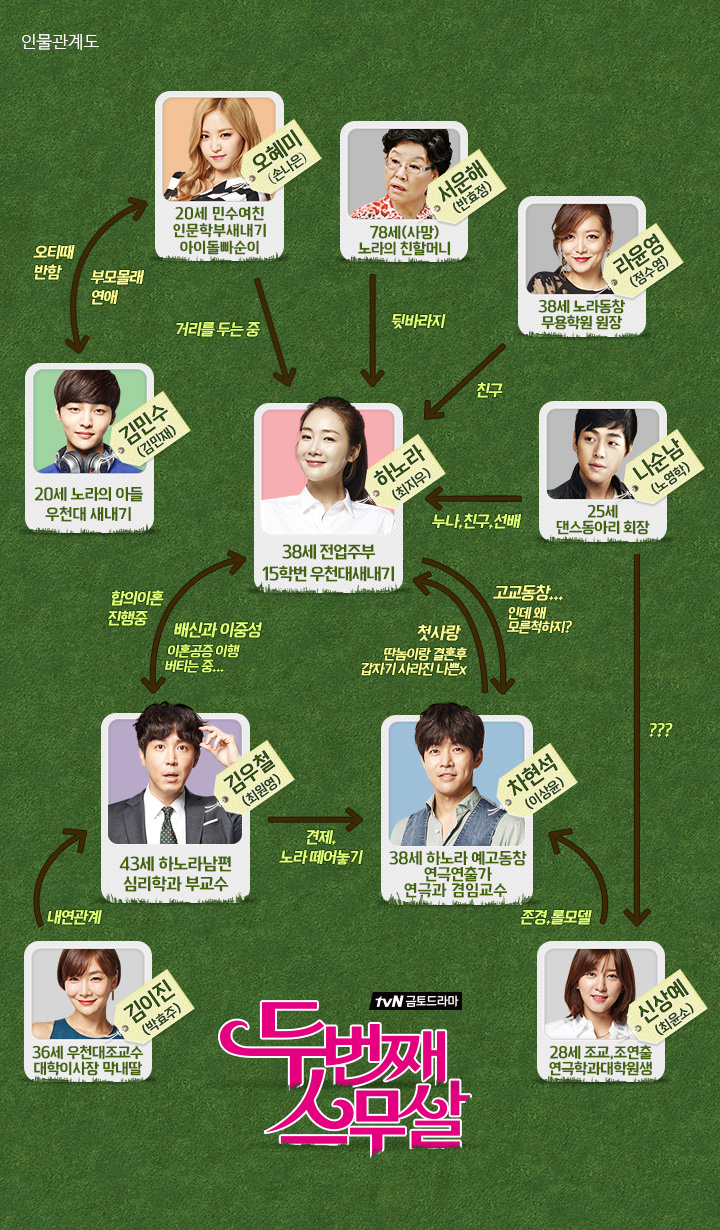 인물관계도
오혜미
(손나은)
20세 민수여친
인문학부새내기
아이돌빠순이
서운해
(반효정)
78세(사망)
노라의 친할머니
라윤영
(정수영)
38세 노라동창
무용학원 원장
오티때
반함
부모몰래
연애
거리를 두는 중
뒷바라지
친구
김민수
(김민재)
20세 노라의 아들
우천대 새내기
하노라
(최지우)
38세 전업주부
15학번 우천대새내기
나순남
(노영학)
25세
댄스동아리 회장
누나,친구,선배
합의이혼
진행중
배신과 이중성
이혼공증 이행
버티는 중...
첫사랑
딴놈이랑 결혼후
갑자기 사라진 나쁜x
고교동창...
인데 왜
모른척하지?
???
김우철
(최원영)
43세 하노라남편
심리학과 부교수
견제,
노라 떼어놓기
차현석
(이상윤)
38세 하노라 예고동창
연극연출가
연극과 겸임교수
내연관계
존경,롤모델
김이진
(박효주)
36세 우천대조교수
대학이사장 막내딸
신상예
(최윤소)
28세 조교,조연출
연극학과대학원생
tvN 금토드라마
두번째
스무살